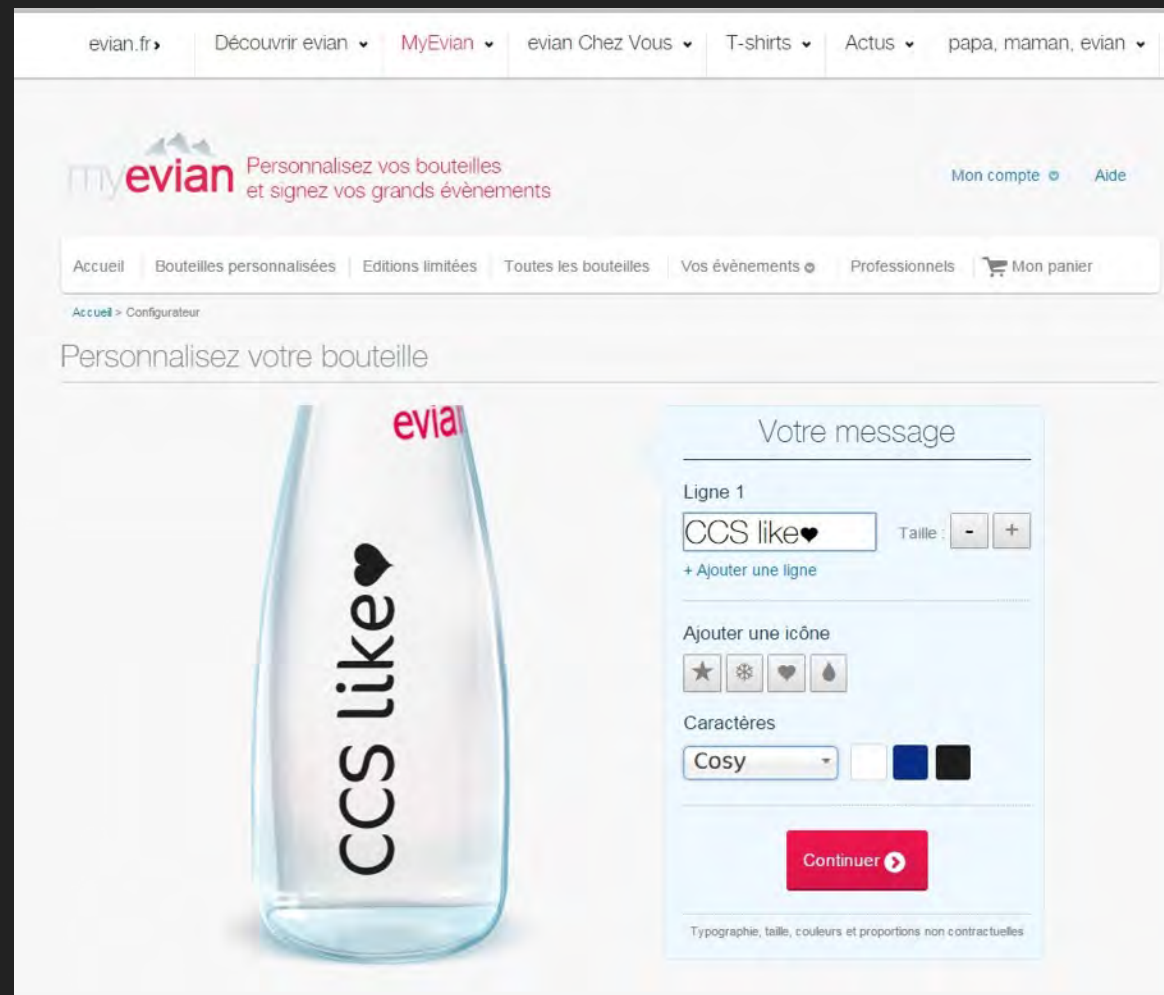 evian.fr› Découvrir evian MyEvian evian Chez Vous T-shirts Actus papa, maman, evian
myevian
Personnalisez vos bouteilles
et signez vos grands évènements
Mon compte Aide
Accueil Bouteilles personnalisées Editions limitées Toutes les bouteilles Vos évènements Professionnels Mon panier
Accueil > Configurateur
Personnalisez votre bouteille
evia
CCS like♥
Votre message
Ligne 1
CCS like♥ Taille : - +
+ Ajouter une ligne
Ajouter une icône
Caractères
Cosy
Continuer
Typographie, taille, couleurs et proportions non contractuelles